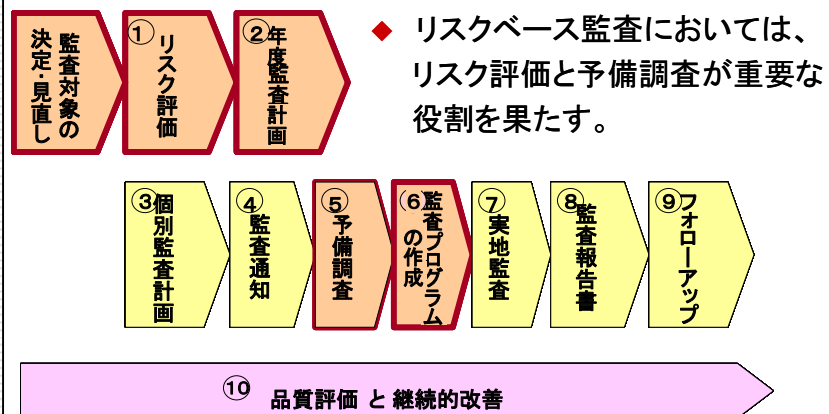 監査対象の
決定・見直し
①リスク評価
②年度監査計画
◆ リスクベース監査においては、
リスク評価と予備調査が重要な
役割を果たす。
③個別監査計画
④監査通知
⑤予備調査
⑥監査プログラム
の作成
⑦実地監査
⑧監査報告書
⑨フォローアップ
⑩ 品質評価 と 継続的改善